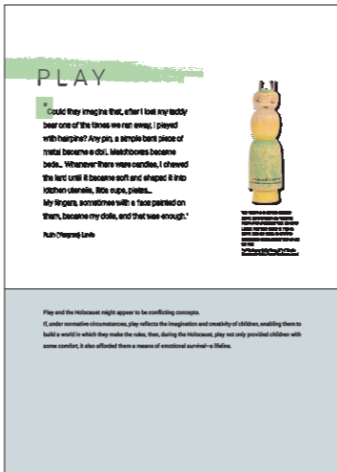 PLAY
"Could they imagine that, after I lost my teddy
bear one of the times we ran away, I played
with hairpins? Any pin, a simple bent piece of
metal became a doll. Matchboxes became
beds... Whenever there were candles, I chewed
the lard until it became soft and shaped it into
kitchen utensils, little cups, plates...
My fingers, sometimes with a face painted on
them, became my dolls, and that was enough."
Ruth Lavie
Play and the Holocaust might appear to be conflicting concepts.
If, under normative circumstances, play reflects the imagination and creativity of children, enabling them to
build a world in which they make the rules, then, during the Holocaust, play not only provided children with
some comfort, it also afforded them a means of emotional survival–a lifeline.